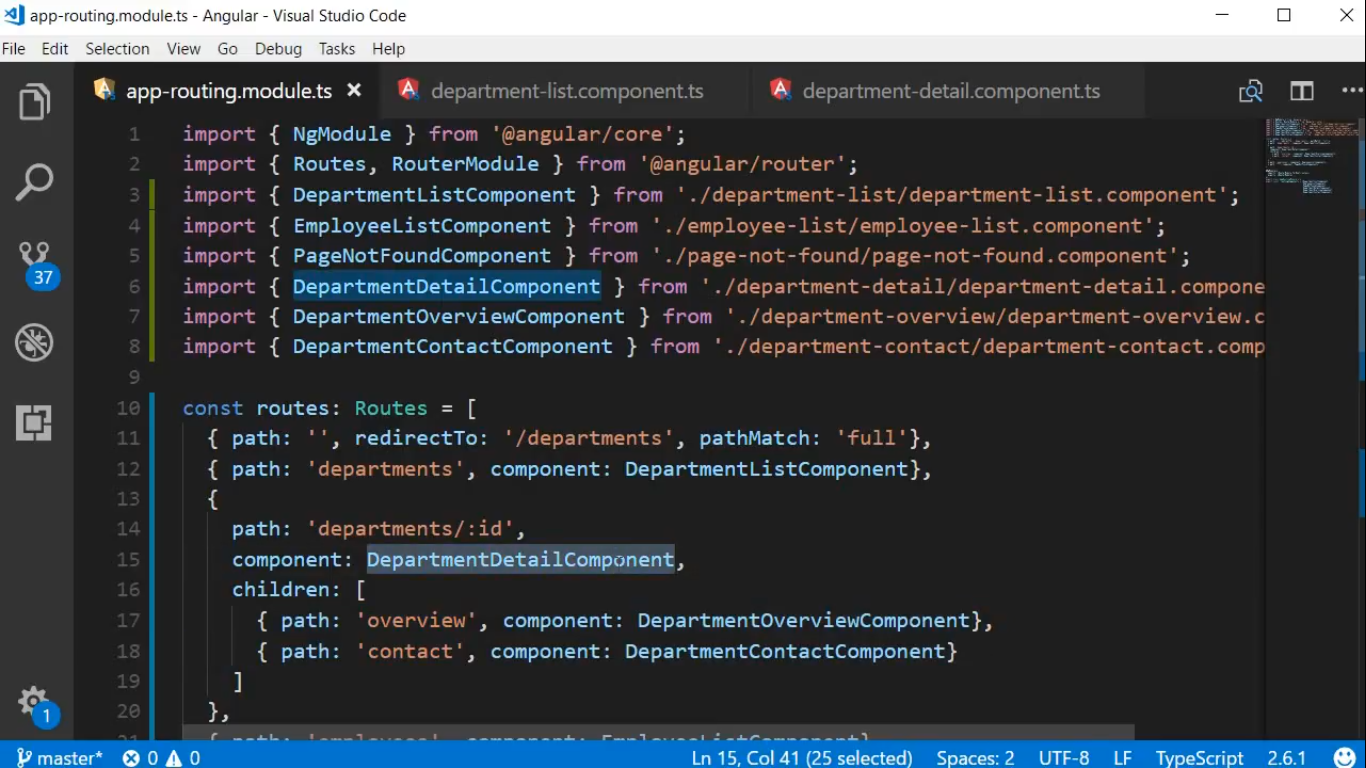 app-routing.module.ts - Angular - Visual Studio Code
File Edit Selection View Go Debug Tasks Help
app-routing.module.ts department-list.component.ts department-detail.component.ts
1 import { NgModule } from '@angular/core';
2 import { Routes, RouterModule } from '@angular/router';
3 import { DepartmentListComponent } from './department-list/department-list.component';
4 import { EmployeeListComponent } from './employee-list/employee-list.component';
5 import { PageNotFoundComponent } from './page-not-found/page-not-found.component';
6 import { DepartmentDetailComponent } from './department-detail/department-detail.compone
7 import { DepartmentOverviewComponent } from './department-overview/department-overview.c
8 import { DepartmentContactComponent } from './department-contact/department-contact.comp
9
10 const routes: Routes = [
11 { path: '', redirectTo: '/departments', pathMatch: 'full'},
12 { path: 'departments', component: DepartmentListComponent},
13 {
14 path: 'departments/:id',
15 component: DepartmentDetailComponent,
16 children: [
17 { path: 'overview', component: DepartmentOverviewComponent},
18 { path: 'contact', component: DepartmentContactComponent}
19 ]
20 },
21 { path: 'employees', component: EmployeeListComponent}
37
1
master* 0 0 Ln 15, Col 41 (25 selected) Spaces: 2 UTF-8 LF TypeScript 2.6.1